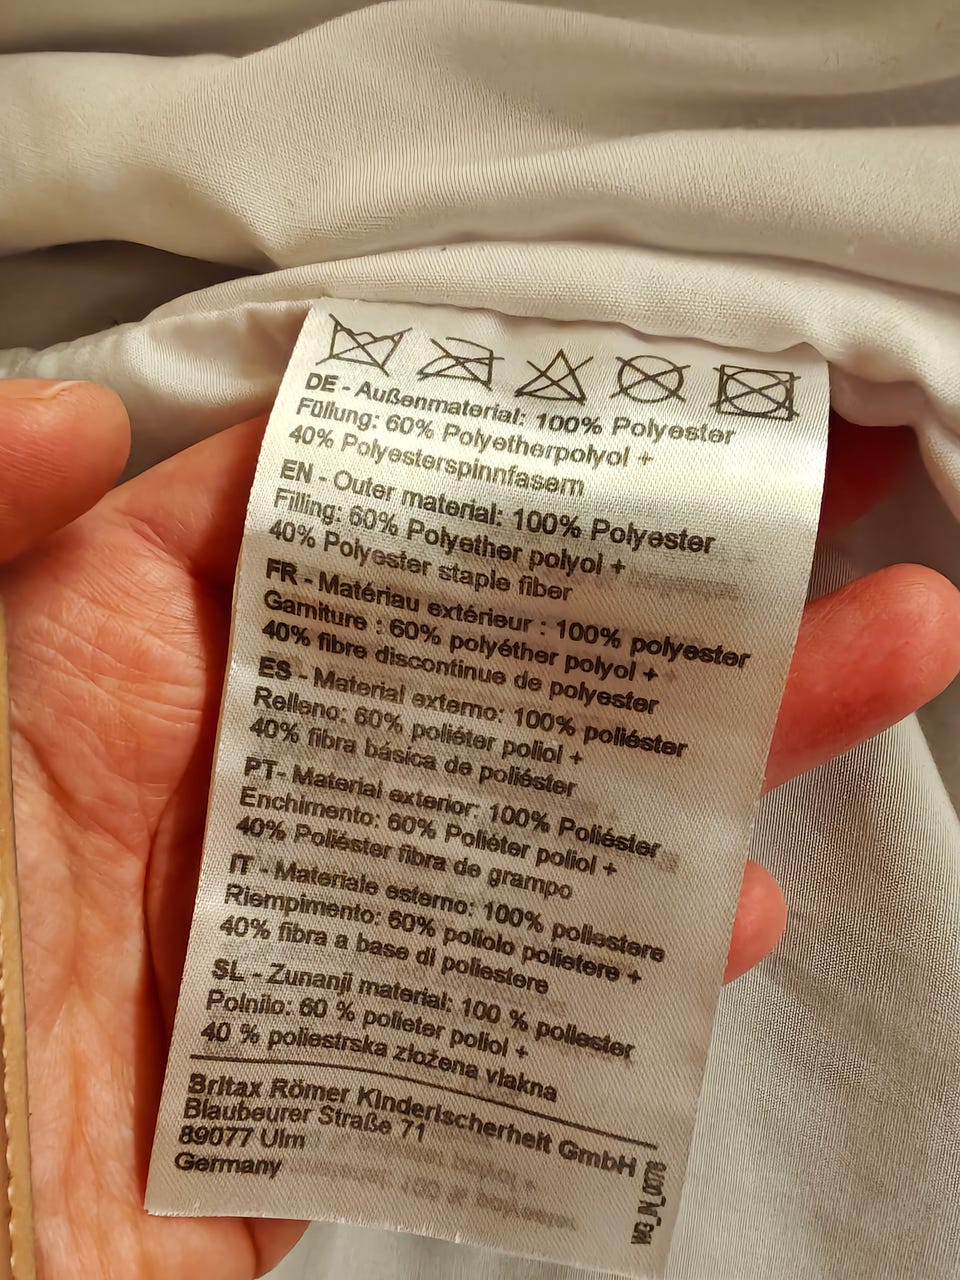 DE - Außenmaterial: 100% Polyester
Füllung: 60% Polyetherpolyol +
40% Polyesterspinnfasern
EN - Outer material: 100% Polyester
Filling: 60% Polyether polyol +
40% Polyester staple fiber
FR - Matériau extérieur : 100% polyester
Garniture : 60% polyéther polyol +
40% fibre discontinue de polyester
ES - Material externo: 100% poliéster
Relleno: 60% poliéter poliol +
40% fibra básica de poliéster
PT- Material exterior: 100% Poliéster
Enchimento: 60% Poliéter poliol +
40% Poliéster fibra de grampo
IT - Materiale esterno: 100% poliestere
Riempimento: 60% poliolo polietere +
40% fibra a base di poliestere
SL - Zunanji material: 100 % poliester
Polnilo: 60 % polieter poliol +
40 % poliestrska zložena vlakna
Britax Römer Kindersicherheit GmbH
Blaubeurer Straße 71
89077 Ulm
Germany